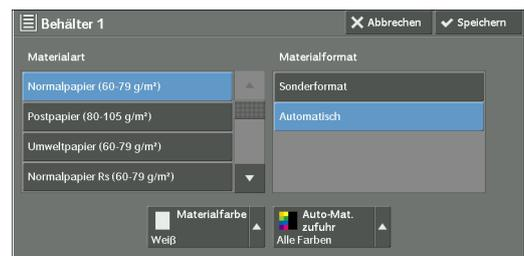 Behälter 1
Abbrechen
Speichern
Materialart
Materialformat
Normalpapier (60-79 g/m²)
Postpapier (80-105 g/m²)
Umweltpapier (60-79 g/m²)
Normalpapier Rs (60-79 g/m²)
Sonderformat
Automatisch
Materialfarbe
Weiß
Auto-Mat.
zufuhr
Alle Farben